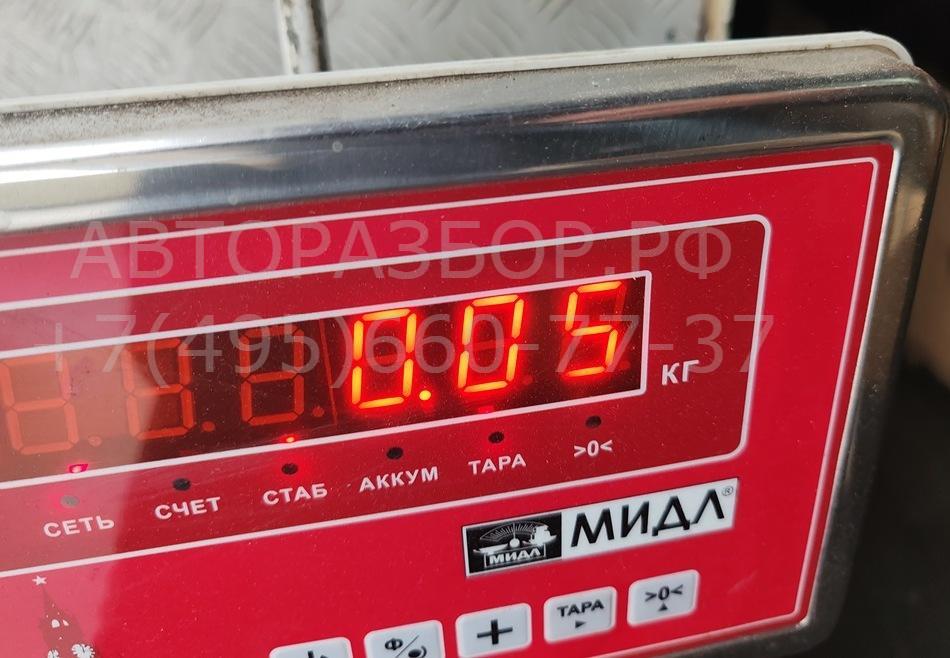 АВТОРАЗБОР.РФ
+7(495)660-77-37
0.05
КГ
СЕТЬ СЧЕТ СТАБ АККУМ ТАРА >0<
МИДЛ МИДЛ®
Ф + ТАРА >0<